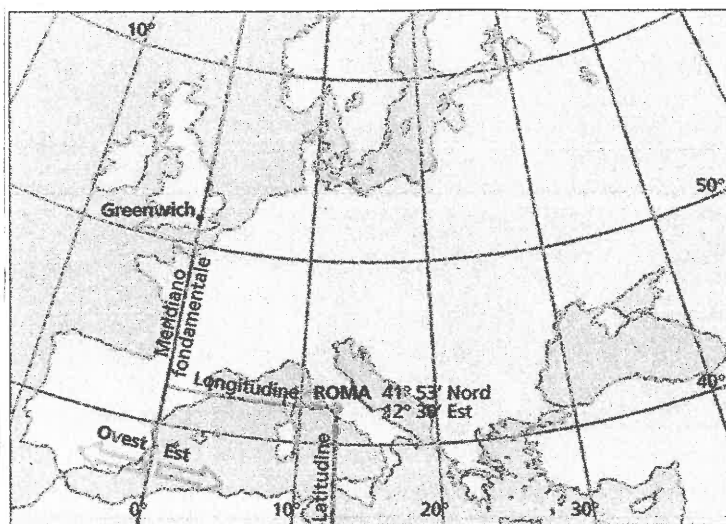 10°
50°
Greenwich
Meridiano
fondamentale
40°
Longitudine
ROMA 41° 53' Nord
42° 30' Est
Ovest Est
Latitudine
0°
10°
20°
30°